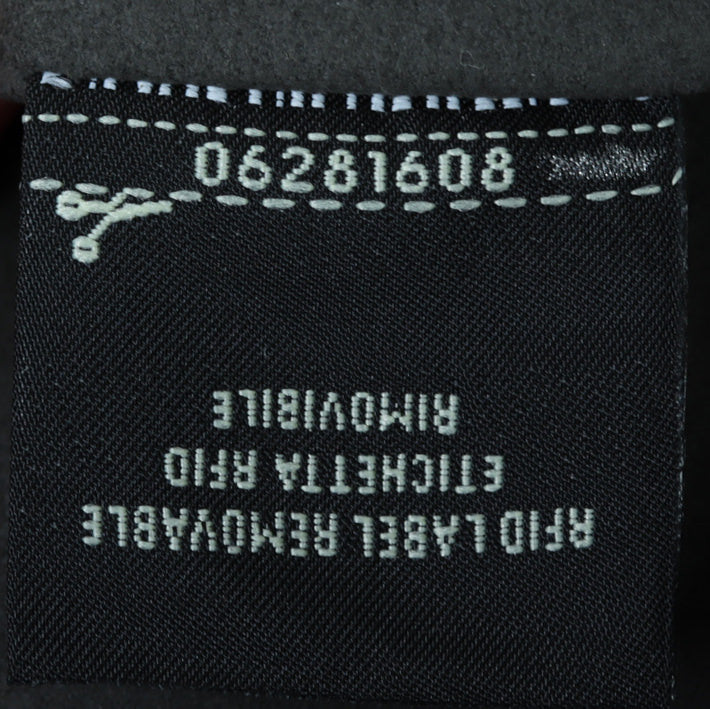 06281608
RFID LABEL REMOVABLE
ETICHETTA RFID
RIMOVIBILE